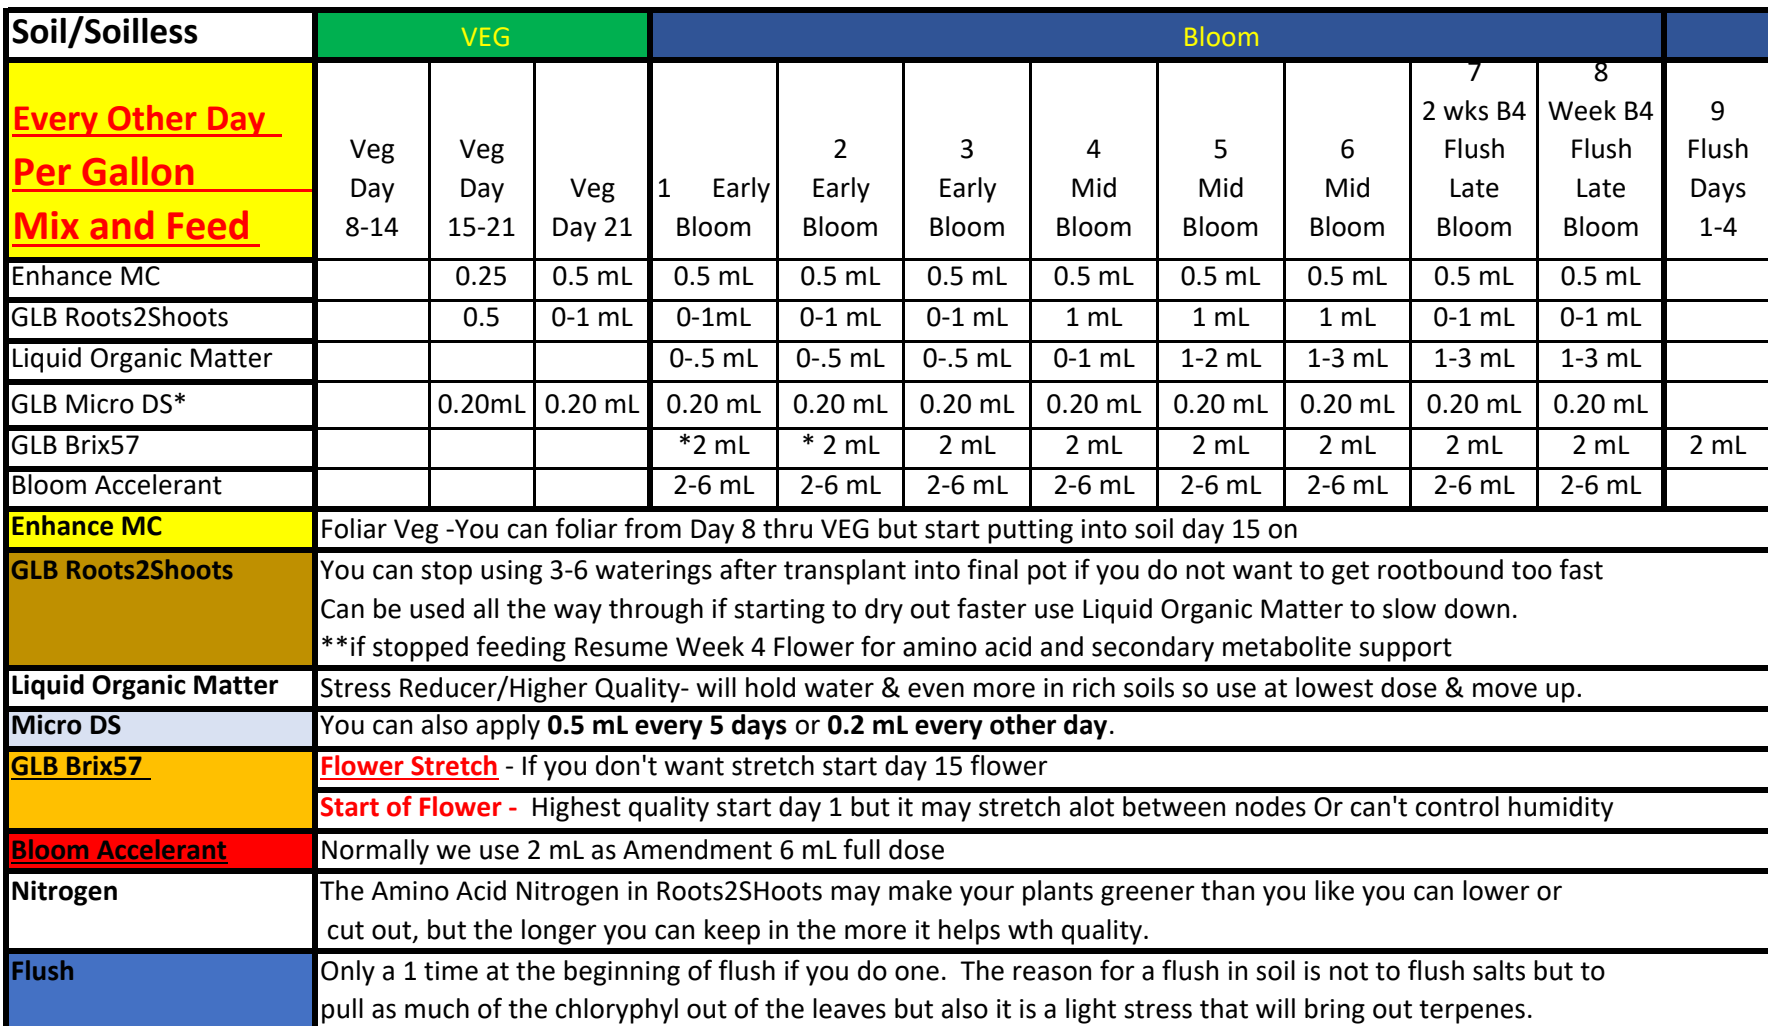 Soil/Soilless VEG Bloom
Every Other Day
Per Gallon
Mix and Feed
Veg
Day
8-14
Veg
Day
15-21
Veg
Day 21
1 Early
Bloom
2
Early
Bloom
3
Early
Bloom
4
Mid
Bloom
5
Mid
Bloom
6
Mid
Bloom
7
2 wks B4
Flush
Late
Bloom
8
Week B4
Flush
Late
Bloom
9
Flush
Days
1-4
Enhance MC 0.25 0.5 mL 0.5 mL 0.5 mL 0.5 mL 0.5 mL 0.5 mL 0.5 mL 0.5 mL 0.5 mL
GLB Roots2Shoots 0.5 0-1 mL 0-1mL 0-1 mL 0-1 mL 1 mL 1 mL 1 mL 0-1 mL 0-1 mL
Liquid Organic Matter 0-.5 mL 0-.5 mL 0-.5 mL 0-1 mL 1-2 mL 1-3 mL 1-3 mL 1-3 mL
GLB Micro DS* 0.20mL 0.20 mL 0.20 mL 0.20 mL 0.20 mL 0.20 mL 0.20 mL 0.20 mL 0.20 mL 0.20 mL
GLB Brix57 *2 mL * 2 mL 2 mL 2 mL 2 mL 2 mL 2 mL 2 mL 2 mL
Bloom Accelerant 2-6 mL 2-6 mL 2-6 mL 2-6 mL 2-6 mL 2-6 mL 2-6 mL 2-6 mL
Enhance MC Foliar Veg -You can foliar from Day 8 thru VEG but start putting into soil day 15 on
GLB Roots2Shoots You can stop using 3-6 waterings after transplant into final pot if you do not want to get rootbound too fast
Can be used all the way through if starting to dry out faster use Liquid Organic Matter to slow down.
**if stopped feeding Resume Week 4 Flower for amino acid and secondary metabolite support
Liquid Organic Matter Stress Reducer/Higher Quality- will hold water & even more in rich soils so use at lowest dose & move up.
Micro DS You can also apply 0.5 mL every 5 days or 0.2 mL every other day.
GLB Brix57 Flower Stretch - If you don't want stretch start day 15 flower
Start of Flower - Highest quality start day 1 but it may stretch alot between nodes Or can't control humidity
Bloom Accelerant Normally we use 2 mL as Amendment 6 mL full dose
Nitrogen The Amino Acid Nitrogen in Roots2SHoots may make your plants greener than you like you can lower or
cut out, but the longer you can keep in the more it helps wth quality.
Flush Only a 1 time at the beginning of flush if you do one. The reason for a flush in soil is not to flush salts but to
pull as much of the chloryphyl out of the leaves but also it is a light stress that will bring out terpenes.